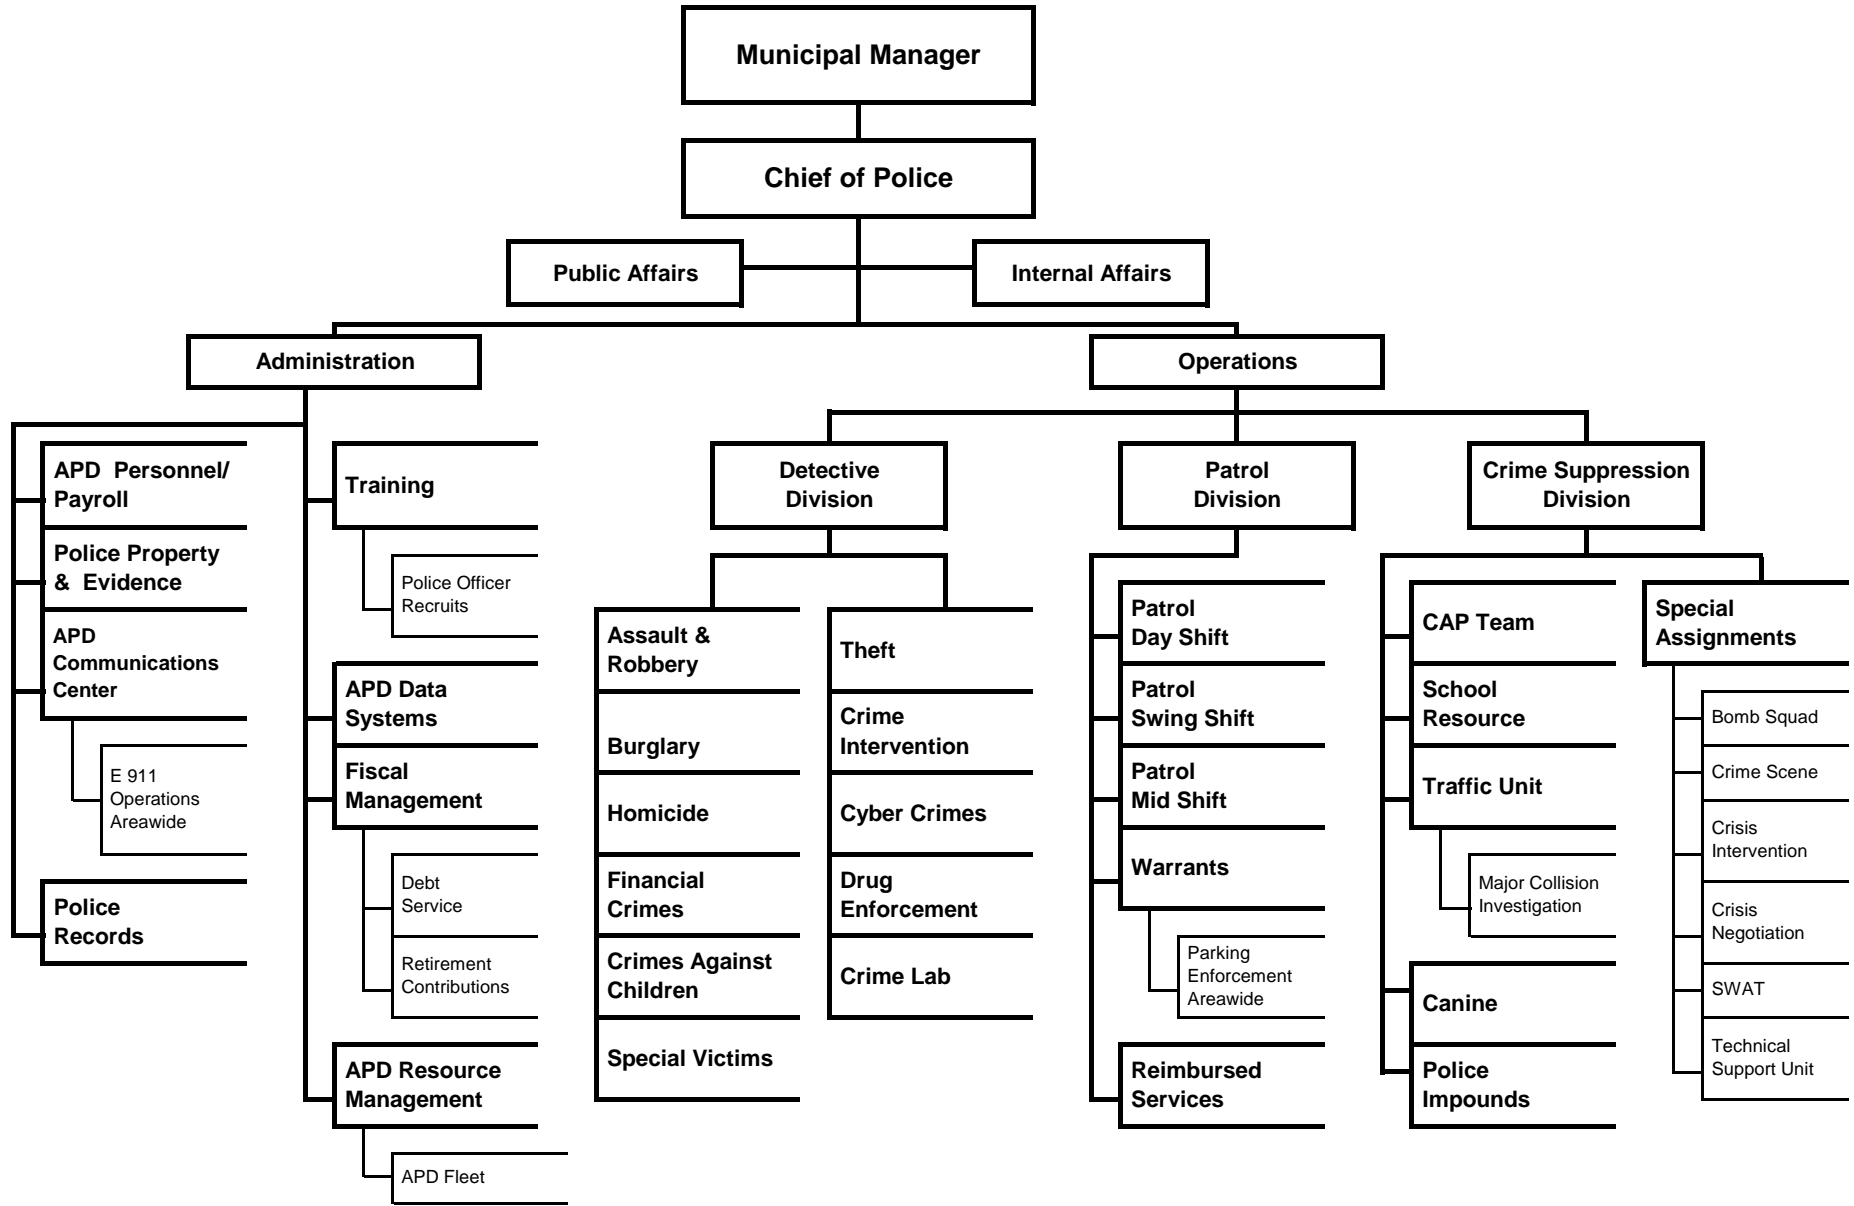 Municipal Manager
Chief of Police
Public Affairs
Internal Affairs
Administration
Operations
APD  Personnel/
Payroll
Police Property
&  Evidence
APD
Communications
Center
E 911
Operations
Areawide
Police
Records
Training
Police Officer
Recruits
APD Data
Systems
Fiscal
Management
Debt
Service
Retirement
Contributions
APD Resource
Management
APD Fleet
Detective
Division
Assault &
Robbery
Burglary
Homicide
Financial
Crimes
Crimes Against
Children
Special Victims
Theft
Crime
Intervention
Cyber Crimes
Drug
Enforcement
Crime Lab
Patrol
Division
Patrol
Day Shift
Patrol
Swing Shift
Patrol
Mid Shift
Warrants
Parking
Enforcement
Areawide
Reimbursed
Services
Crime Suppression
Division
CAP Team
School
Resource
Traffic Unit
Major Collision
Investigation
Canine
Police
Impounds
Special
Assignments
Bomb Squad
Crime Scene
Crisis
Intervention
Crisis
Negotiation
SWAT
Technical
Support Unit